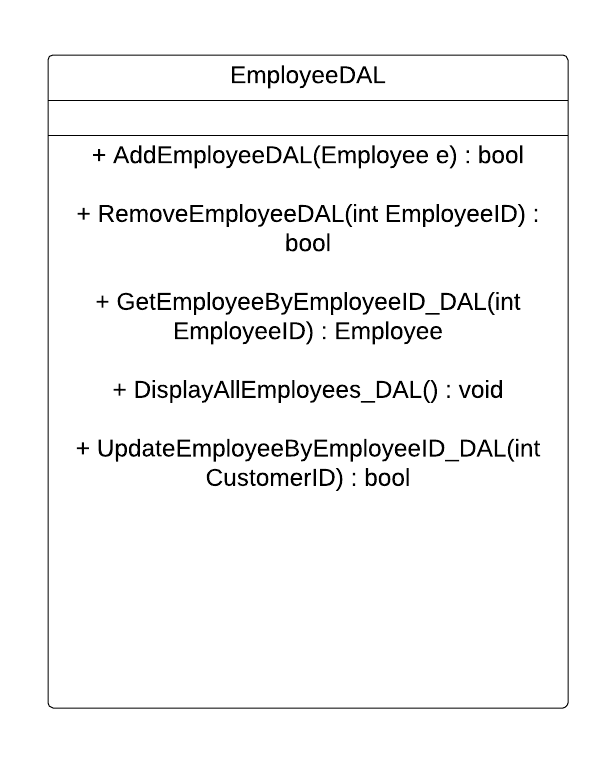 EmployeeDAL
+ AddEmployeeDAL(Employee e) : bool
+ RemoveEmployeeDAL(int EmployeeID) :
bool
+ GetEmployeeByEmployeeID_DAL(int
EmployeeID) : Employee
+ DisplayAllEmployees_DAL() : void
+ UpdateEmployeeByEmployeeID_DAL(int
CustomerID) : bool